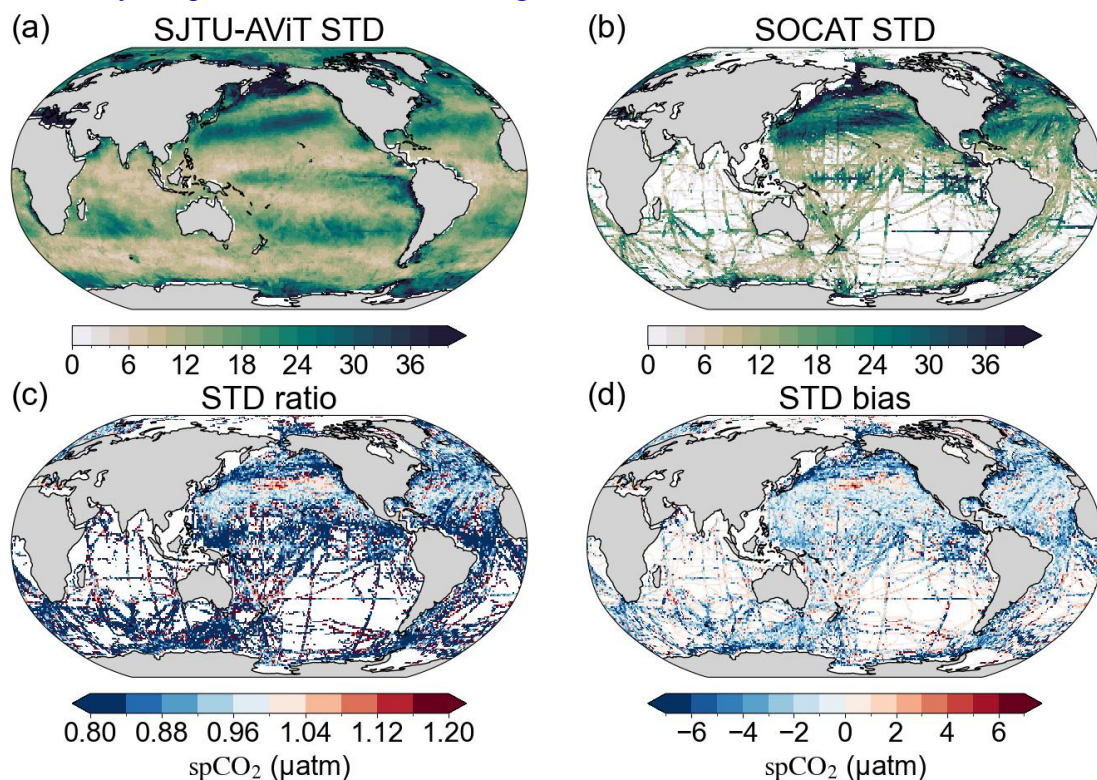 (a) SJTU-AViT STD
(b) SOCAT STD
0 6 12 18 24 30 36
0 6 12 18 24 30 36
(c) STD ratio
(d) STD bias
0.80 0.88 0.96 1.04 1.12 1.20
−6 −4 −2 0 2 4 6
spCO₂ (µatm)
spCO₂ (µatm)